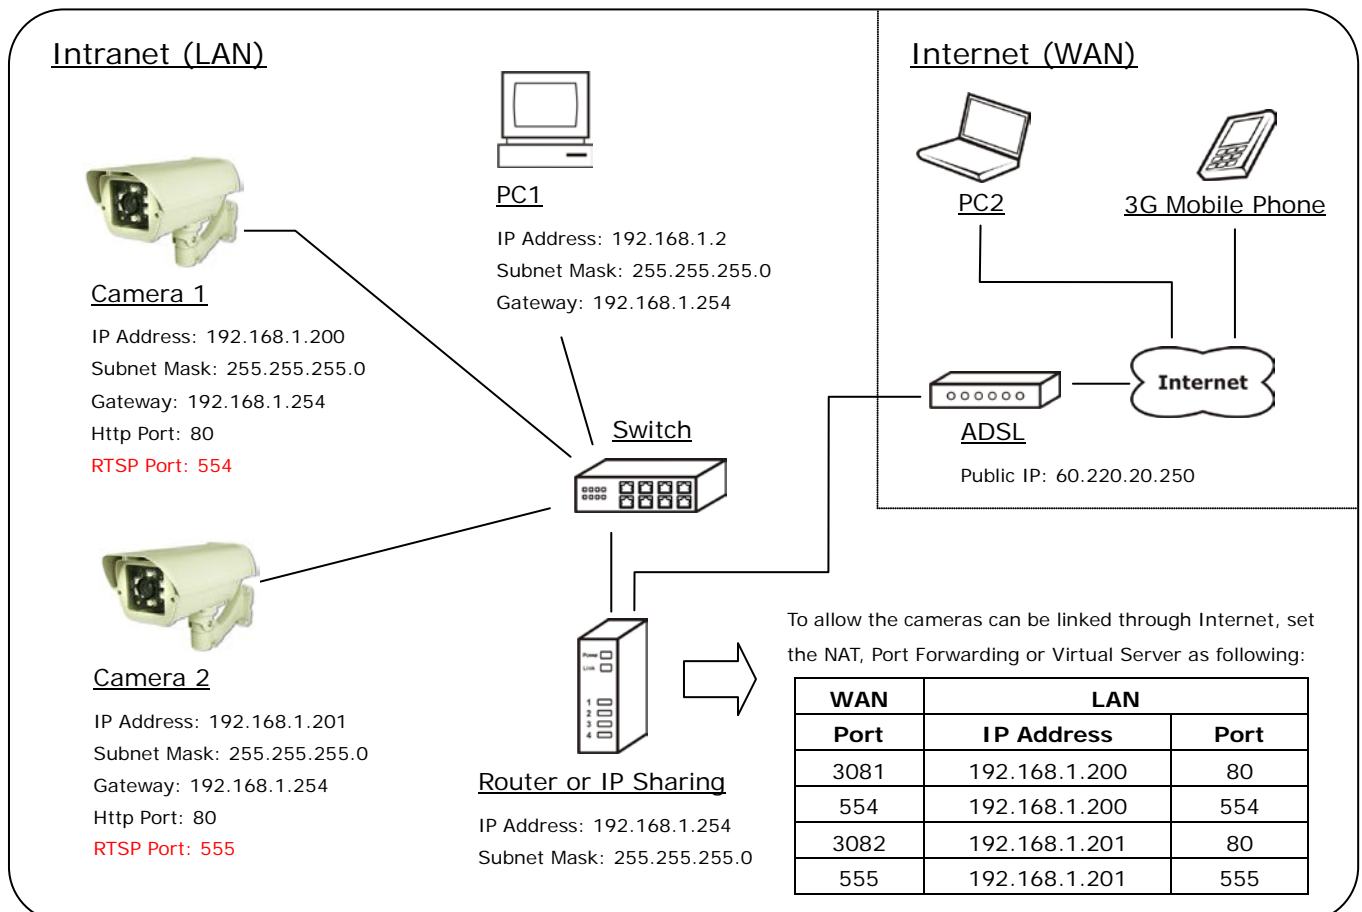 Intranet (LAN)
Internet (WAN)
PC1
IP Address: 192.168.1.2
Subnet Mask: 255.255.255.0
Gateway: 192.168.1.254
PC2
3G Mobile Phone
Camera 1
IP Address: 192.168.1.200
Subnet Mask: 255.255.255.0
Gateway: 192.168.1.254
Http Port: 80
RTSP Port: 554
Internet
ADSL
Public IP: 60.220.20.250
Switch
Camera 2
IP Address: 192.168.1.201
Subnet Mask: 255.255.255.0
Gateway: 192.168.1.254
Http Port: 80
RTSP Port: 555
Power
Link
1
2
3
4
Router or IP Sharing
IP Address: 192.168.1.254
Subnet Mask: 255.255.255.0
To allow the cameras can be linked through Internet, set
the NAT, Port Forwarding or Virtual Server as following:
WAN LAN
Port IP Address Port
3081 192.168.1.200 80
554 192.168.1.200 554
3082 192.168.1.201 80
555 192.168.1.201 555